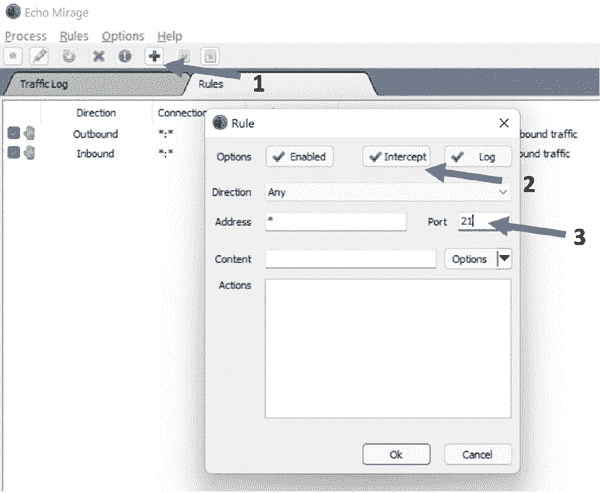 Echo Mirage
Process Rules Options Help
1
Traffic Log Rules
Direction
Outbound *:* bound traffic
Inbound *:* ound traffic
Rule
Options Enabled Intercept Log
2
Direction Any
Address * Port 21
3
Content Options
Actions
Ok Cancel